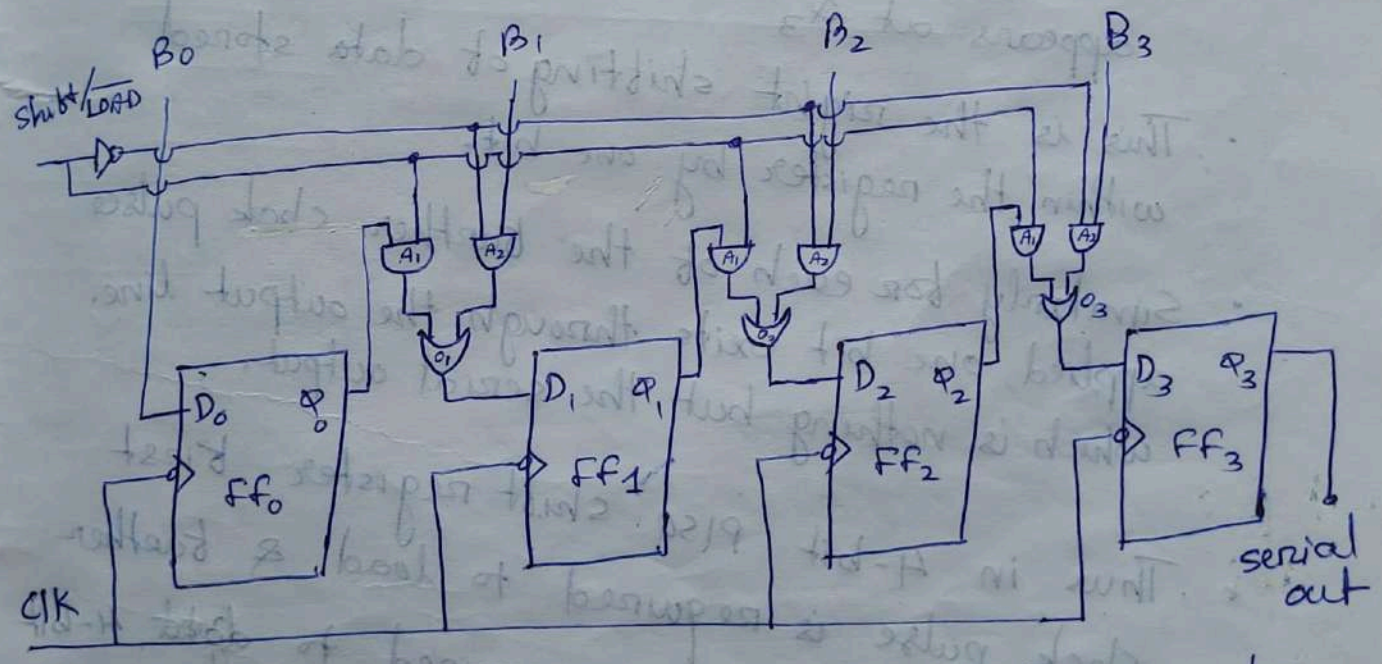 B0 B1 B2 B3
Shift/LOAD
A1 A2 A1 A2 A1 A2
O1 O2 O3
D0 Q0 D1 Q1 D2 Q2 D3 Q3
FF0 FF1 FF2 FF3
Clk
serial
out